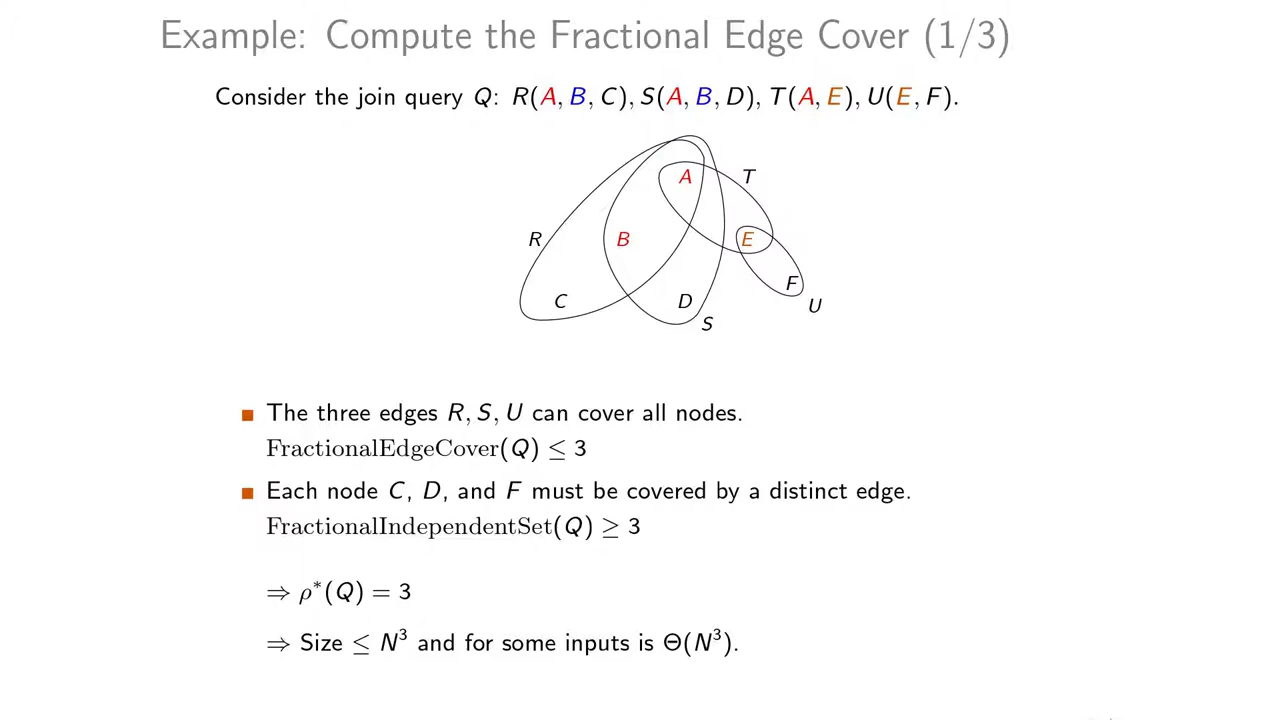 Example: Compute the Fractional Edge Cover (1/3)
Consider the join query Q: R(A, B, C), S(A, B, D), T(A, E), U(E, F).
A
T
R
B
E
C
D
F
U
S
■ The three edges R, S, U can cover all nodes.
FractionalEdgeCover(Q) ≤ 3
■ Each node C, D, and F must be covered by a distinct edge.
FractionalIndependentSet(Q) ≥ 3
⇒ ρ*(Q) = 3
⇒ Size ≤ N³ and for some inputs is Θ(N³).